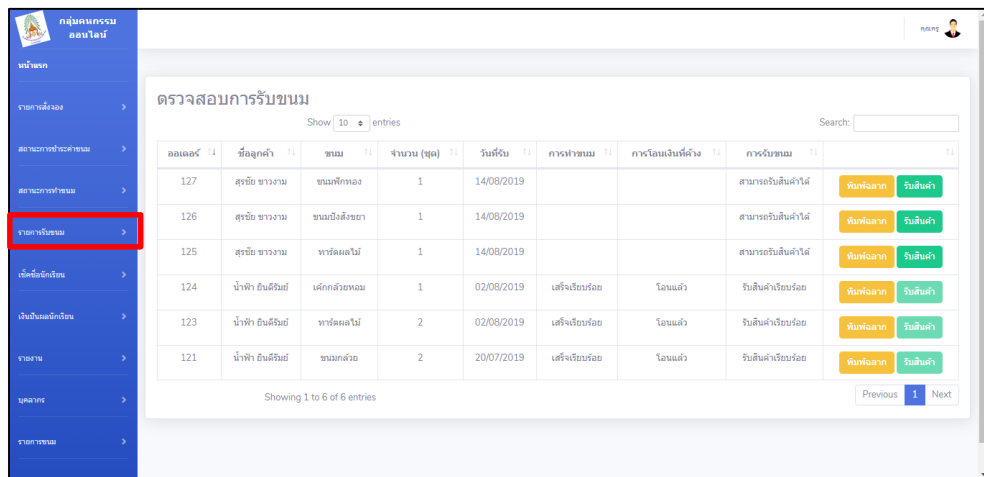 กลุ่มคนกรรม
ออนไลน์
คุณครู
หน้าแรก
รายการสั่งจอง
สถานะการชำระค่าขนม
สถานะการทำขนม
รายการรับขนม
เช็คชื่อนักเรียน
เงินปันผลนักเรียน
รายงาน
บุคลากร
รายการขนม
ตรวจสอบการรับขนม
Show 10 entries
Search:
ออเดอร์ ชื่อลูกค้า ขนม จำนวน (ชุด) วันที่รับ การทำขนม การโอนเงินที่ค้าง การรับขนม
127 สุรชัย ขาวงาม ขนมฟักทอง 1 14/08/2019 สามารถรับสินค้าได้ พิมพ์ฉลาก รับสินค้า
126 สุรชัย ขาวงาม ขนมปังสังขยา 1 14/08/2019 สามารถรับสินค้าได้ พิมพ์ฉลาก รับสินค้า
125 สุรชัย ขาวงาม ทาร์ตผลไม้ 1 14/08/2019 สามารถรับสินค้าได้ พิมพ์ฉลาก รับสินค้า
124 น้ำฟ้า ยินดีรัมย์ เค้กกล้วยหอม 1 02/08/2019 เสร็จเรียบร้อย โอนแล้ว รับสินค้าเรียบร้อย พิมพ์ฉลาก รับสินค้า
123 น้ำฟ้า ยินดีรัมย์ ทาร์ตผลไม้ 2 02/08/2019 เสร็จเรียบร้อย โอนแล้ว รับสินค้าเรียบร้อย พิมพ์ฉลาก รับสินค้า
121 น้ำฟ้า ยินดีรัมย์ ขนมกล้วย 2 20/07/2019 เสร็จเรียบร้อย โอนแล้ว รับสินค้าเรียบร้อย พิมพ์ฉลาก รับสินค้า
Showing 1 to 6 of 6 entries
Previous 1 Next